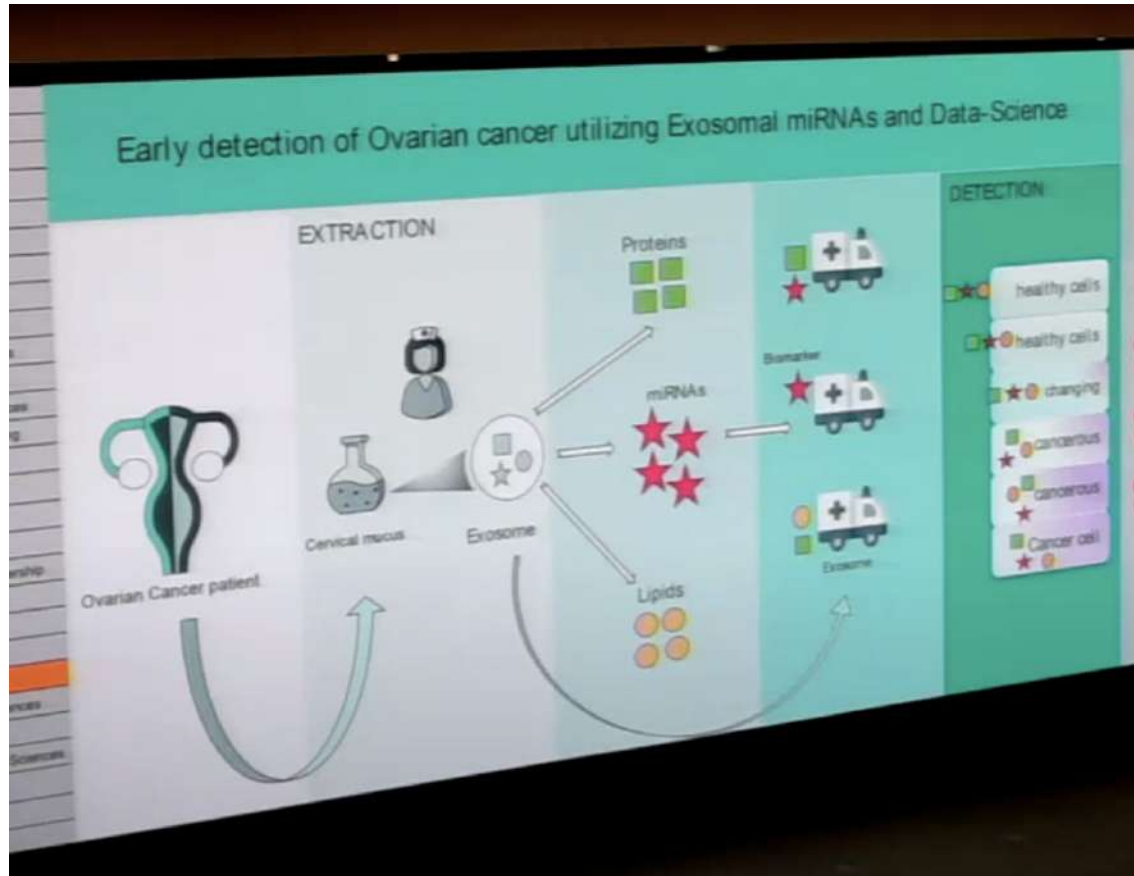 Early detection of Ovarian cancer utilizing Exosomal miRNAs and Data-Science
EXTRACTION
DETECTION
Ovarian Cancer patient
Cervical mucus
Exosome
Proteins
miRNAs
Lipids
Biomarker
Exosome
healthy cells
healthy cells
changing
cancerous
cancerous
Cancer cell
Sciences